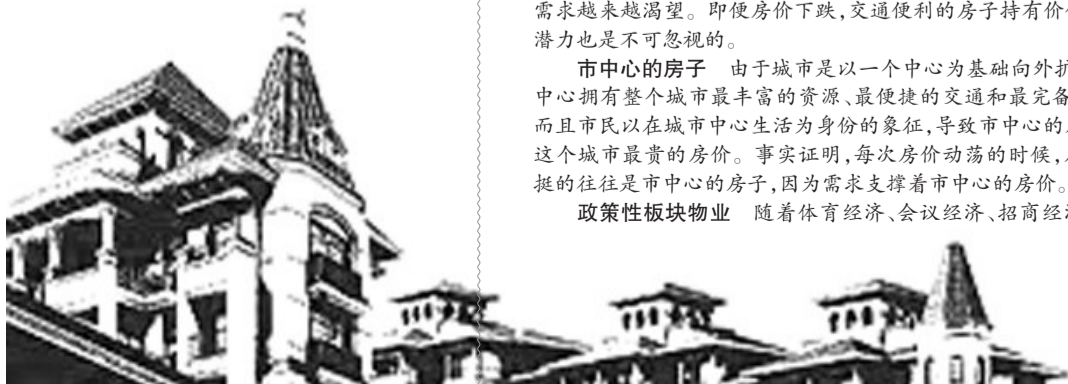 需求越来越渴望。即便房价下跌,交通便利的房子持有价
潜力也是不可忽视的。
市中心的房子 由于城市是以一个中心为基础向外扩
中心拥有整个城市最丰富的资源、最便捷的交通和最完备
而且市民以在城市中心生活为身份的象征,导致市中心的
这个城市最贵的房价。事实证明,每次房价动荡的时候,
挺的往往是市中心的房子,因为需求支撑着市中心的房价。
政策性板块物业 随着体育经济、会议经济、招商经